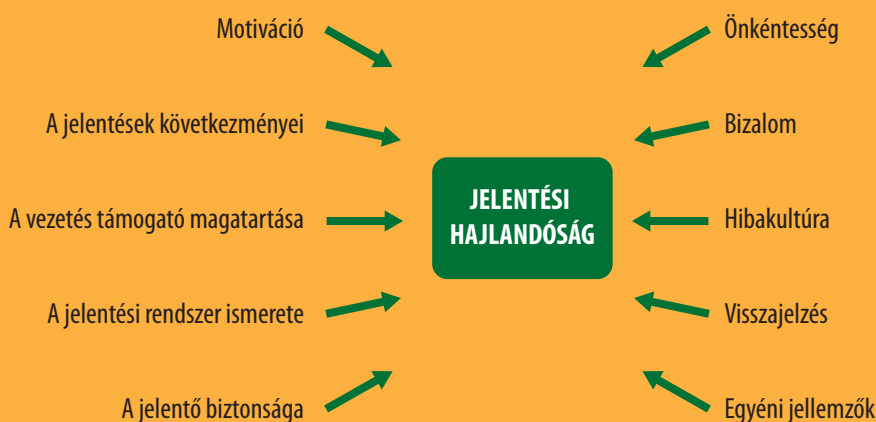 Motiváció
A jelentések következményei
A vezetés támogató magatartása
A jelentési rendszer ismerete
A jelentő biztonsága
JELENTÉSI
HAJLANDÓSÁG
Önkéntesség
Bizalom
Hibakultúra
Visszajelzés
Egyéni jellemzők